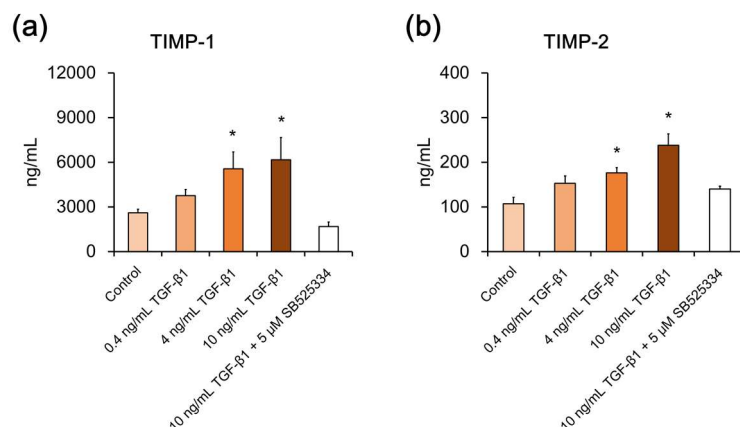 (a)
TIMP-1
12000
9000
6000
3000
0
ng/mL
*
*
Control
0.4 ng/mL TGF-β1
4 ng/mL TGF-β1
10 ng/mL TGF-β1
10 ng/mL TGF-β1 + 5 μM SB525334
(b)
TIMP-2
400
300
200
100
0
ng/mL
*
*
Control
0.4 ng/mL TGF-β1
4 ng/mL TGF-β1
10 ng/mL TGF-β1
10 ng/mL TGF-β1 + 5 μM SB525334